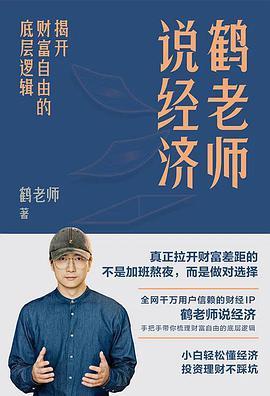 鹤老师
说经济
揭开
财富自由的
底层逻辑
鹤老师
著
真正拉开财富差距的
不是加班熬夜,而是做对选择
全网千万用户信赖的财经IP
鹤老师说经济
手把手带你梳理财富自由的底层逻辑
小白轻松懂经济
投资理财不踩坑